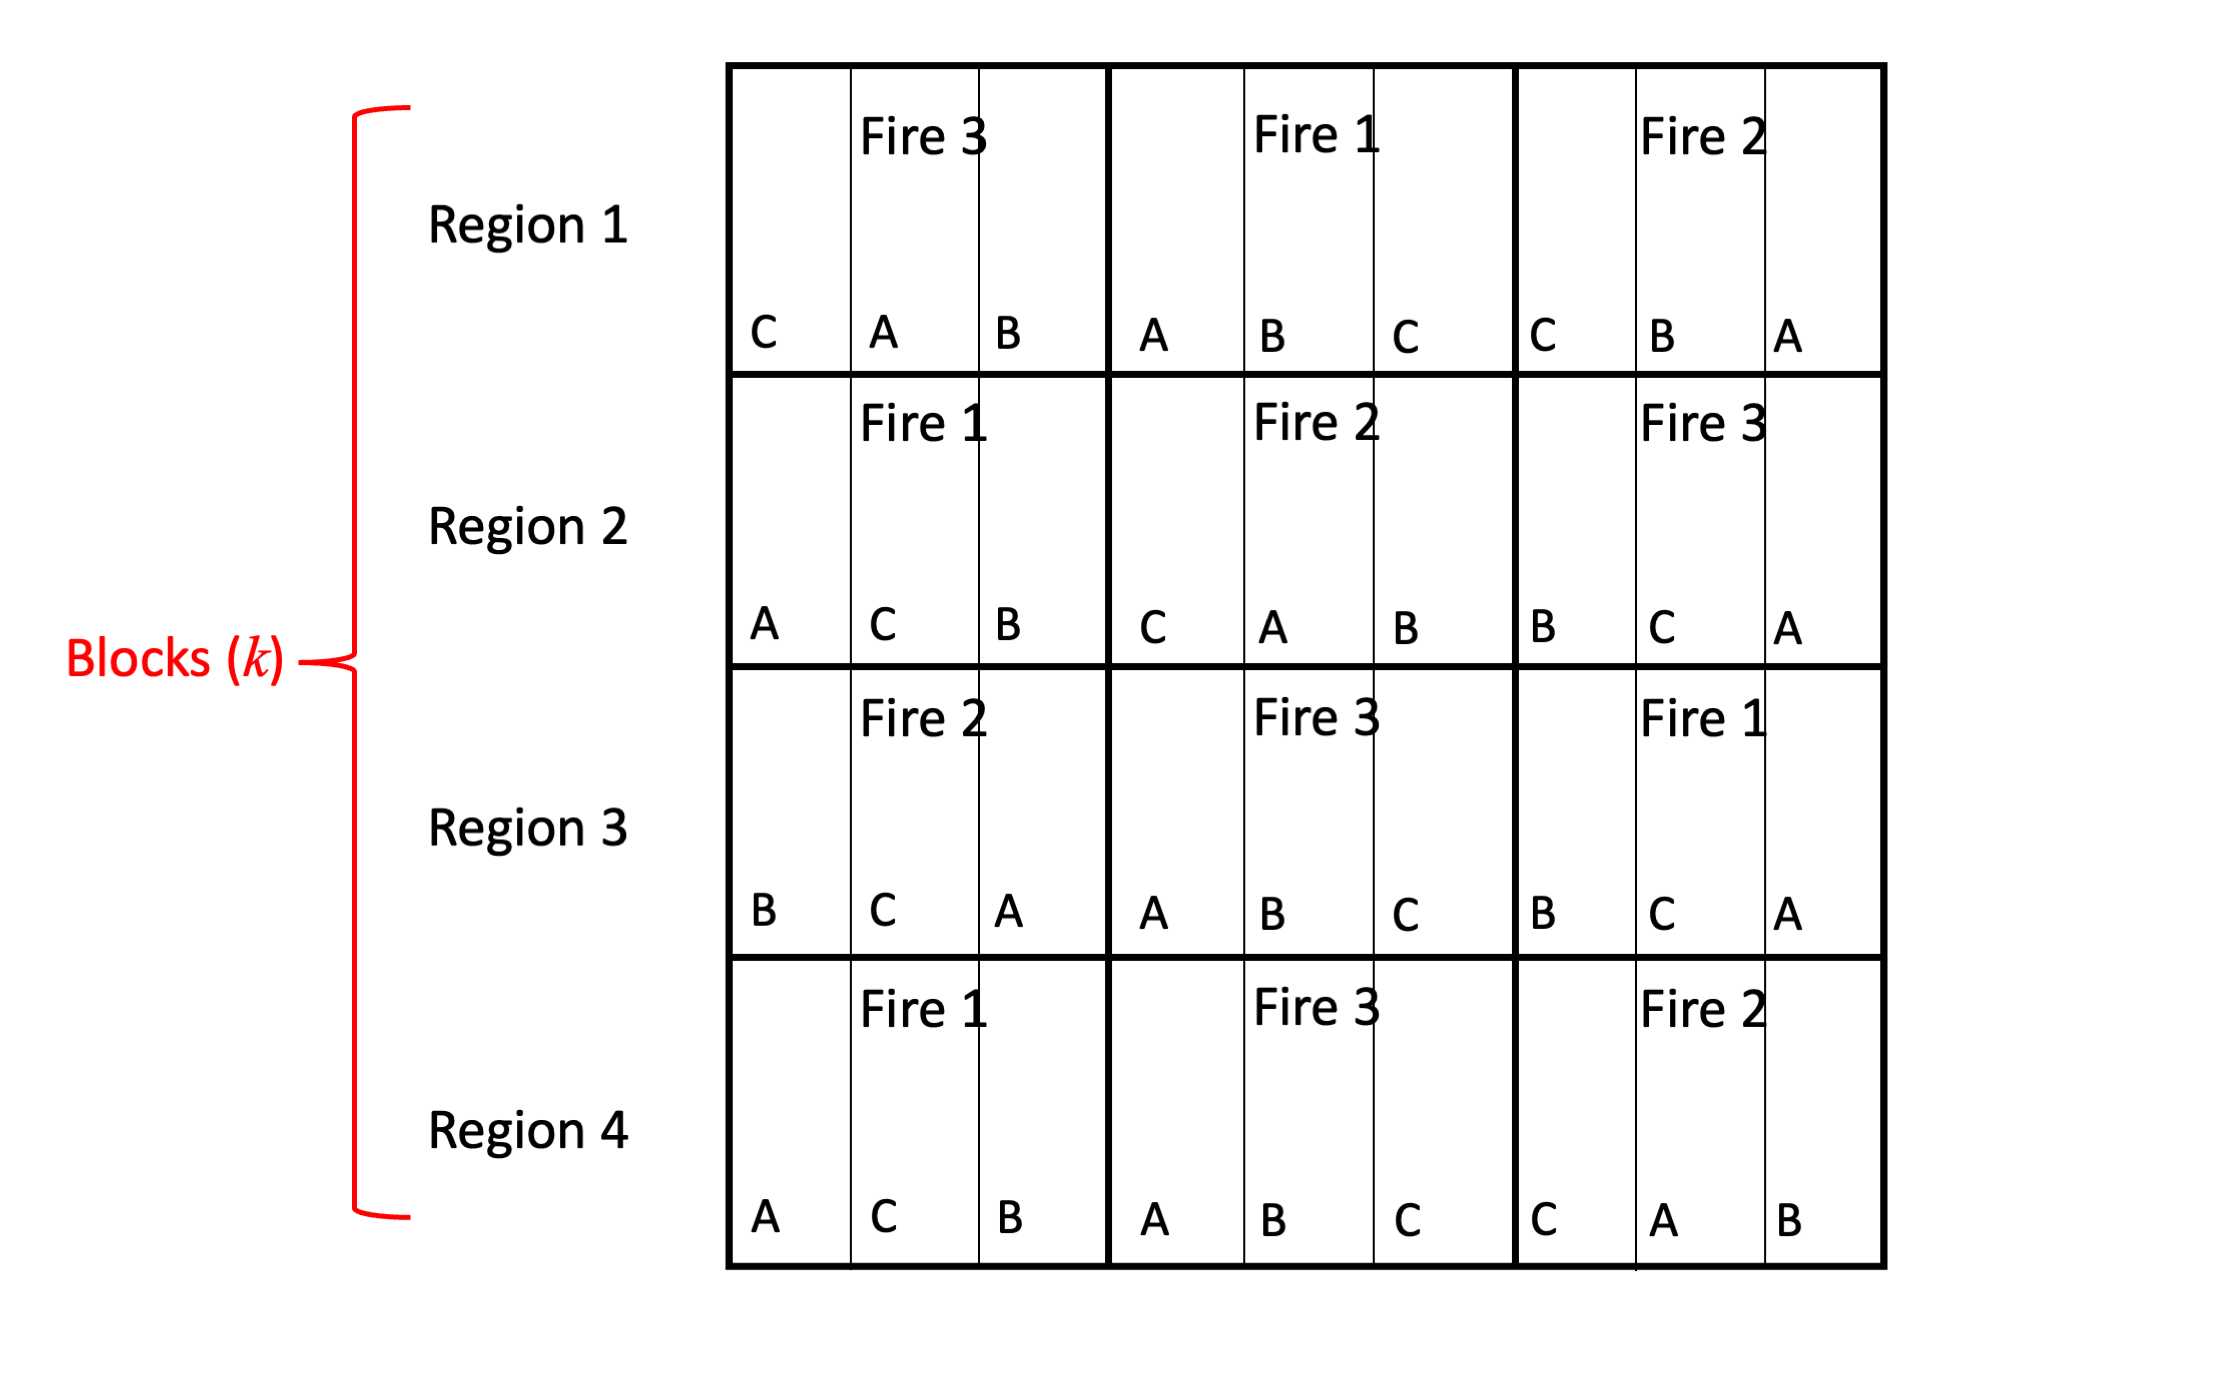 Fire 3 Fire 1 Fire 2
Region 1
C A B A B C C B A
Fire 1 Fire 2 Fire 3
Region 2
A C B C A B B C A
Blocks (k)
Fire 2 Fire 3 Fire 1
Region 3
B C A A B C B C A
Fire 1 Fire 3 Fire 2
Region 4
A C B A B C C A B